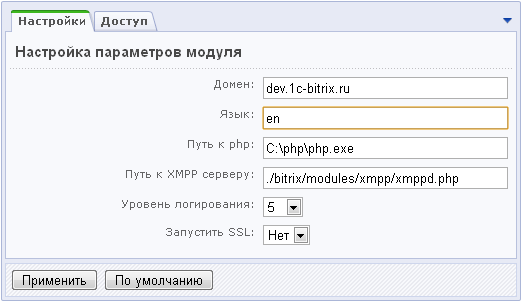 Настройки Доступ
Настройка параметров модуля
Домен: dev.1c-bitrix.ru
Язык: en
Путь к php: C:\php\php.exe
Путь к XMPP серверу: ./bitrix/modules/xmpp/xmppd.php
Уровень логирования: 5
Запустить SSL: Нет
Применить По умолчанию